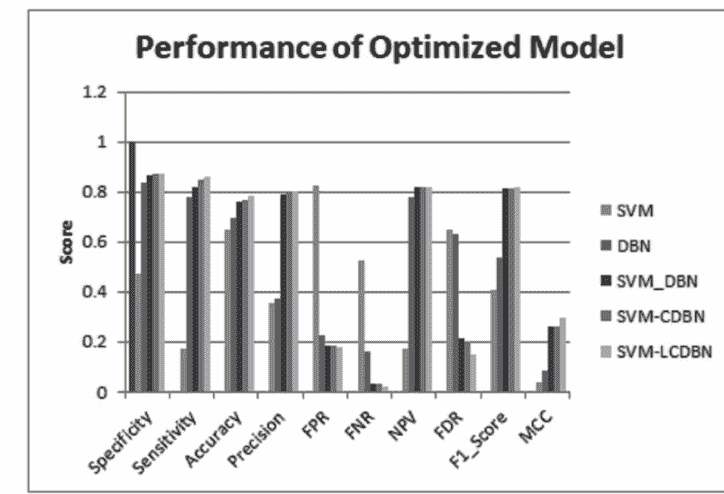 Performance of Optimized Model
1.2
1
0.8
0.6
0.4
0.2
0
Score
Specificity
Sensitivity
Accuracy
Precision
FPR
FNR
NPV
FDR
F1_Score
MCC
SVM
DBN
SVM_DBN
SVM-CDBN
SVM-LCDBN